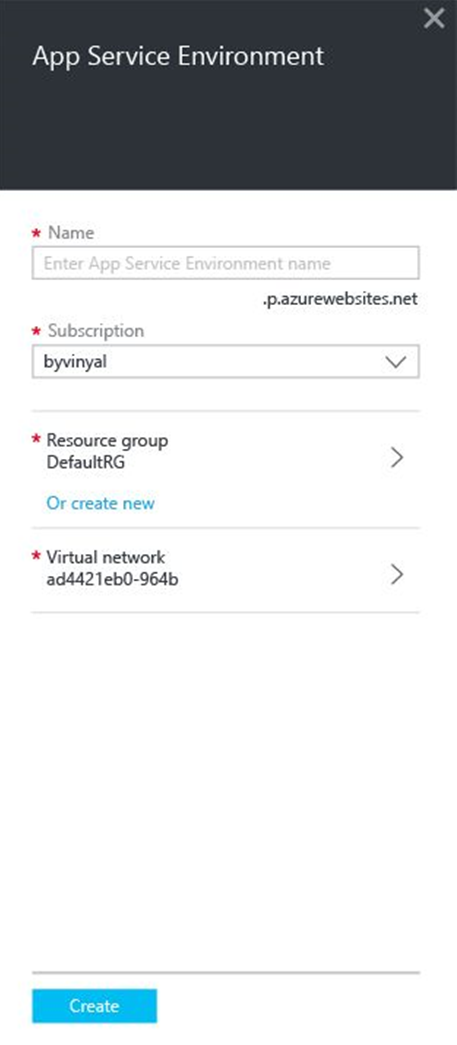 App Service Environment
* Name
Enter App Service Environment name
.p.azurewebsites.net
* Subscription
byvinyal
* Resource group
DefaultRG
Or create new
* Virtual network
ad4421eb0-964b
Create